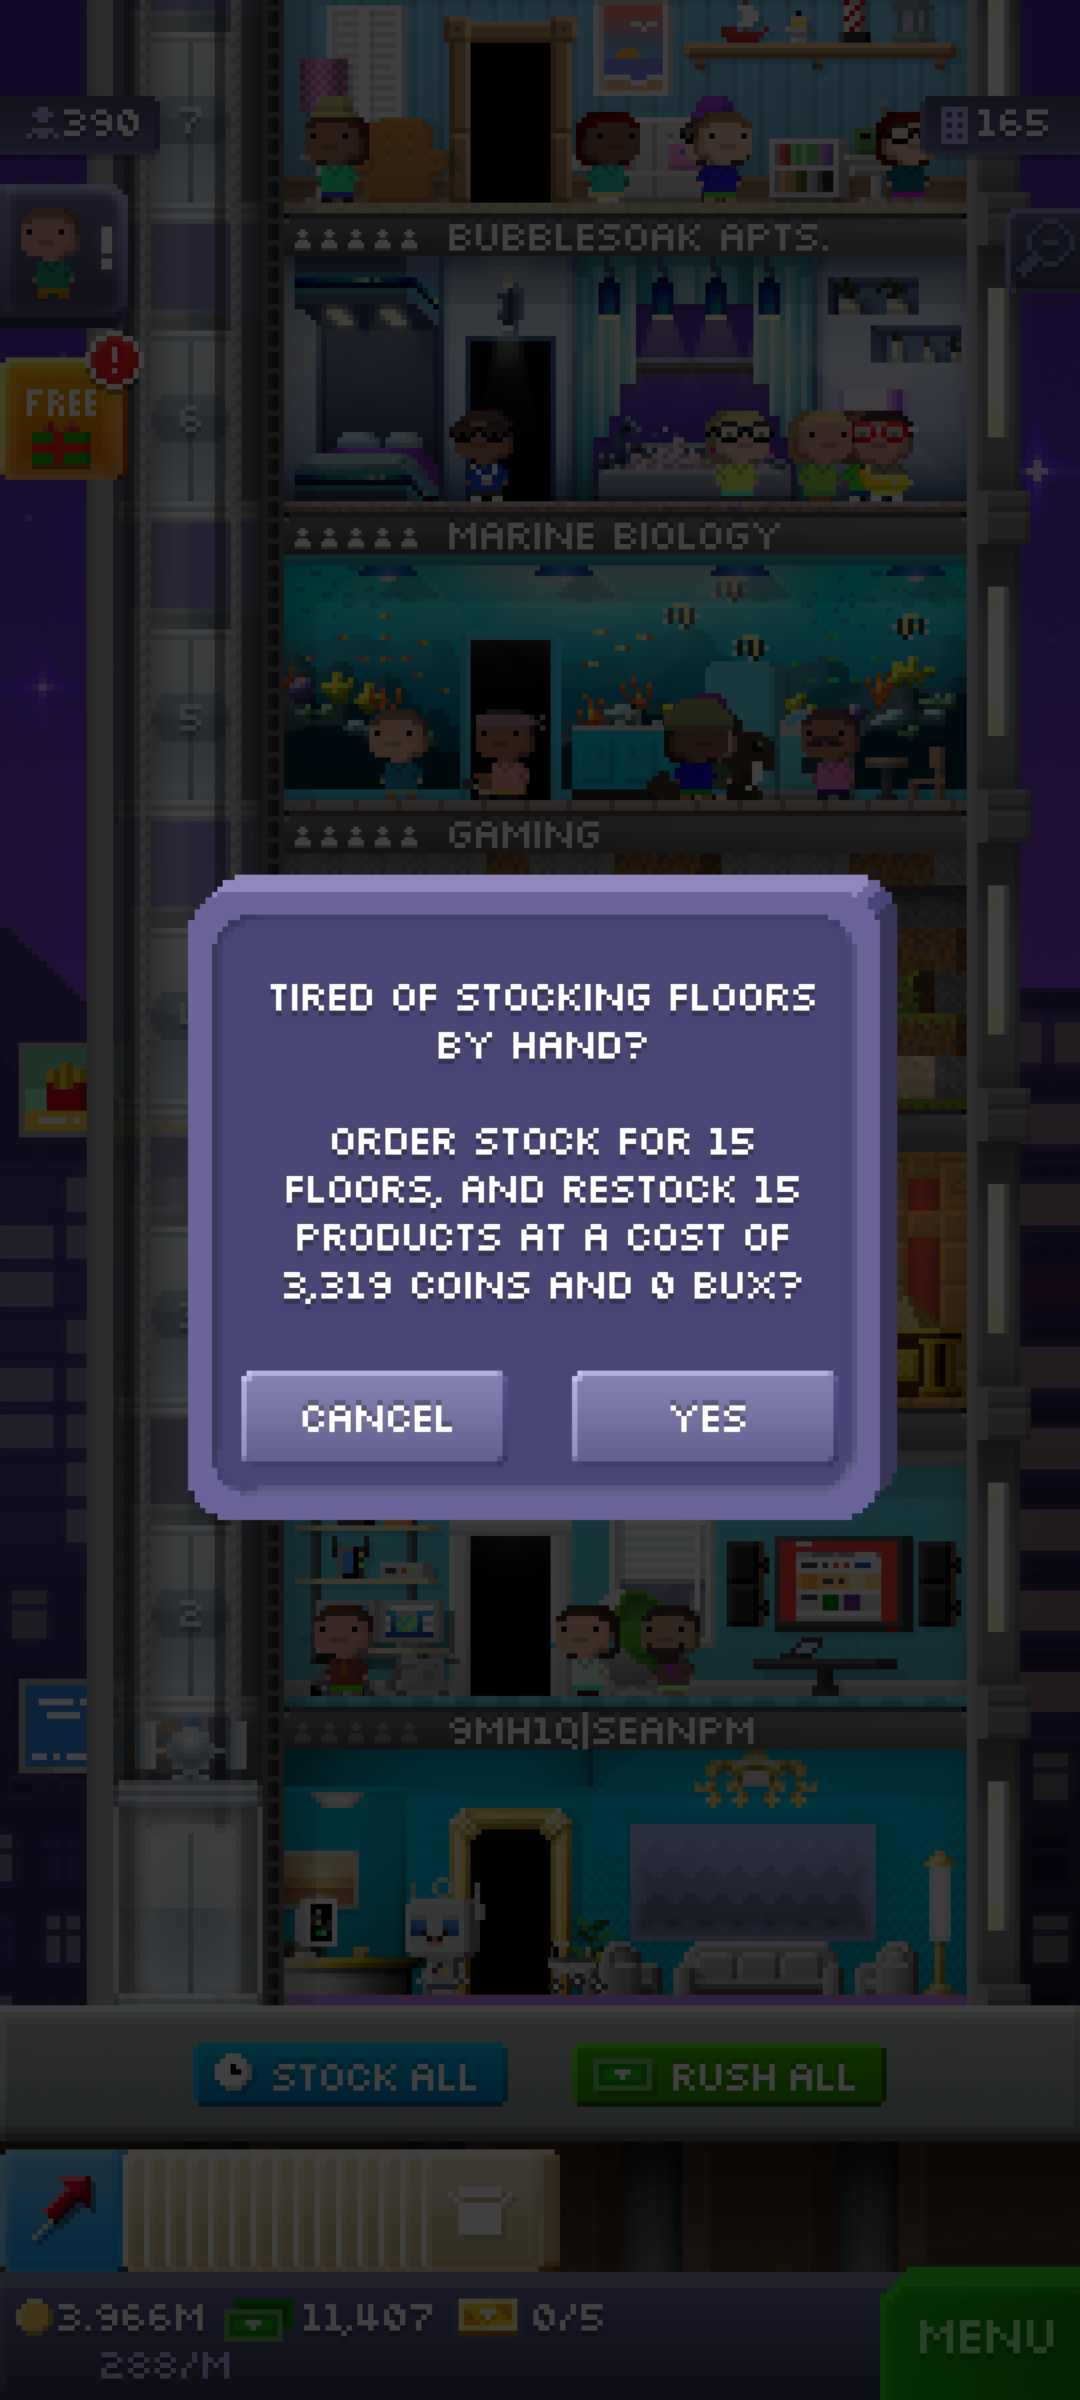 7
390
165
BUBBLESOAK APTS.
!
FREE
!
6
MARINE BIOLOGY
5
GAMING
TIRED OF STOCKING FLOORS
BY HAND?
ORDER STOCK FOR 15
FLOORS, AND RESTOCK 15
PRODUCTS AT A COST OF
3,319 COINS AND 0 BUX?
CANCEL
YES
2
9MH1Q|SEANPM
STOCK ALL
RUSH ALL
3.966M
11,407
0/5
288/M
MENU